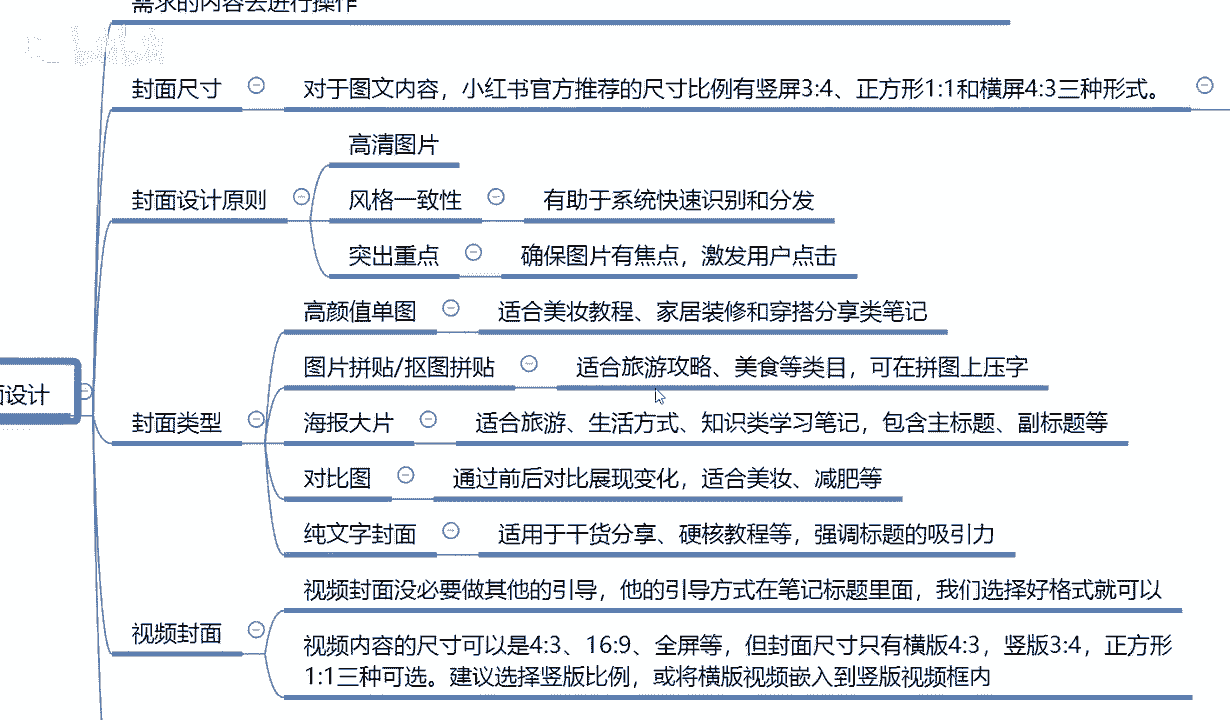 需求的内容去进行操作
封面尺寸
对于图文内容，小红书官方推荐的尺寸比例有竖屏3:4、正方形1:1和横屏4:3三种形式。
封面设计原则
高清图片
风格一致性
有助于系统快速识别和分发
突出重点
确保图片有焦点，激发用户点击
面设计
封面类型
高颜值单图
适合美妆教程、家居装修和穿搭分享类笔记
图片拼贴/抠图拼贴
适合旅游攻略、美食等类目，可在拼图上压字
海报大片
适合旅游、生活方式、知识类学习笔记，包含主标题、副标题等
对比图
通过前后对比展现变化，适合美妆、减肥等
纯文字封面
适用于干货分享、硬核教程等，强调标题的吸引力
视频封面
视频封面没必要做其他的引导，他的引导方式在笔记标题里面，我们选择好格式就可以
视频内容的尺寸可以是4:3、16:9、全屏等，但封面尺寸只有横版4:3，竖版3:4，正方形
1:1三种可选。建议选择竖版比例，或将横版视频嵌入到竖版视频框内